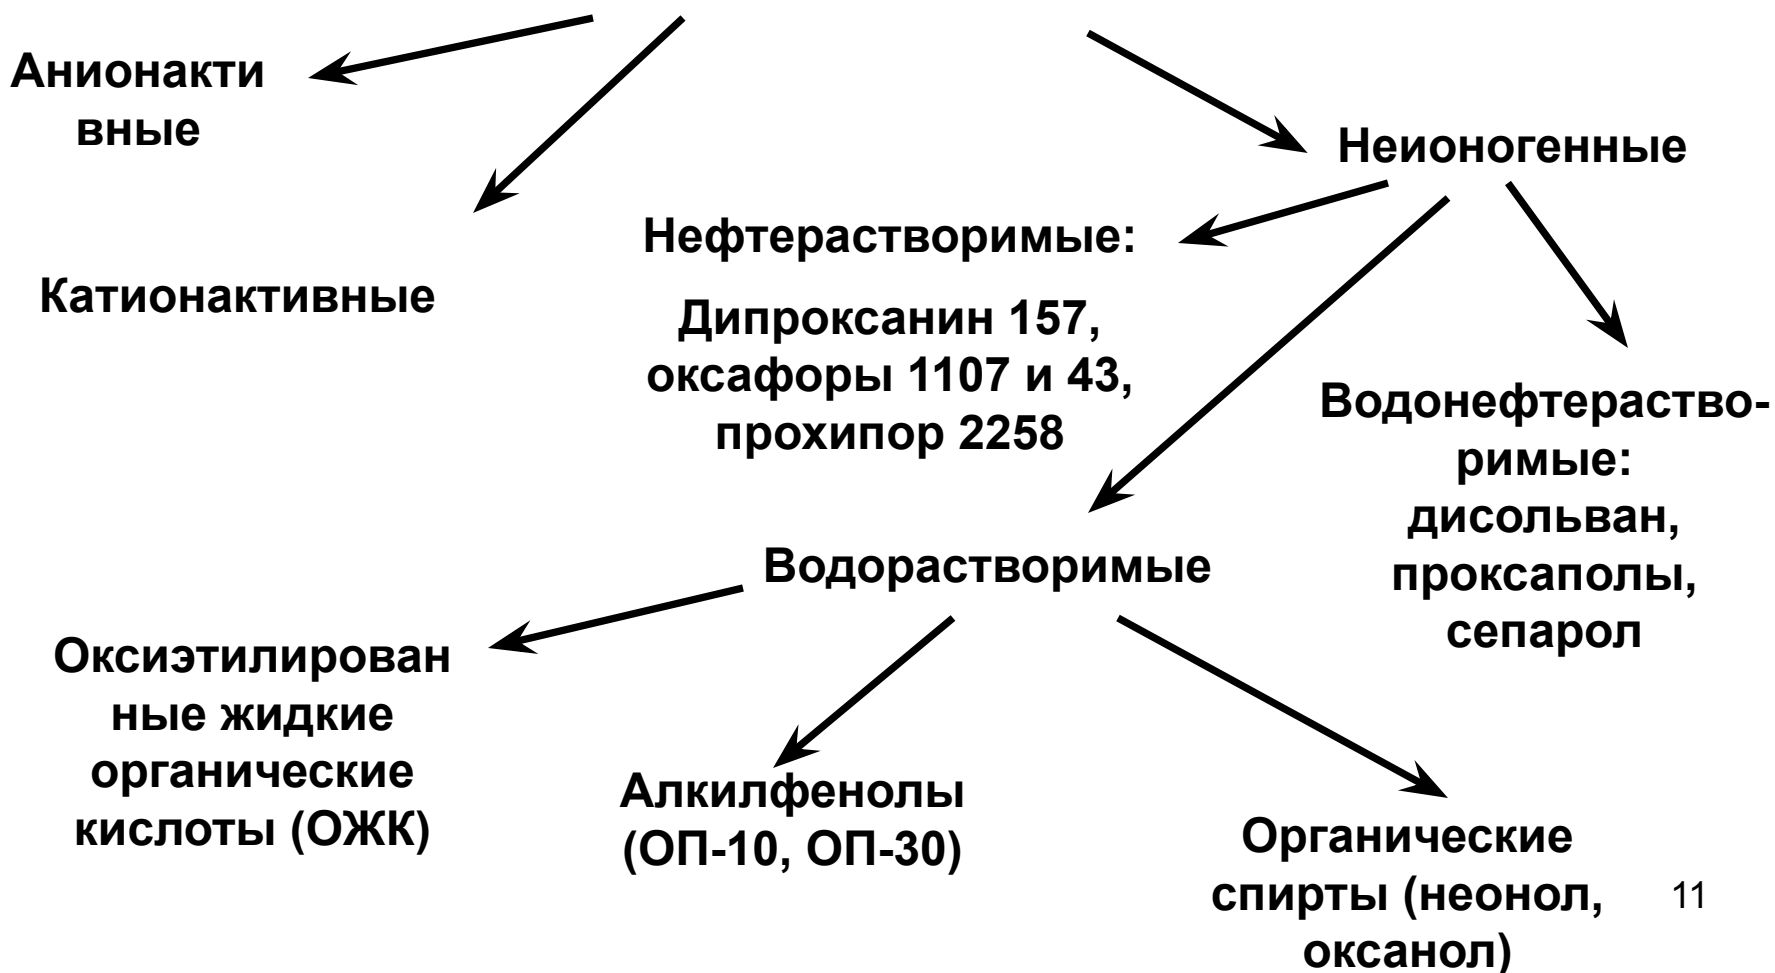 Анионакти
вные
Неионогенные
Нефтерастворимые:
Катионактивные
Дипроксанин 157,
оксафоры 1107 и 43,
прохипор 2258
Водонефтераство-
римые:
дисольван,
проксаполы,
сепарол
Водорастворимые
Оксиэтилирован
ные жидкие
органические
кислоты (ОЖК)
Алкилфенолы
(ОП-10, ОП-30)
Органические
спирты (неонол,
оксанол)
11